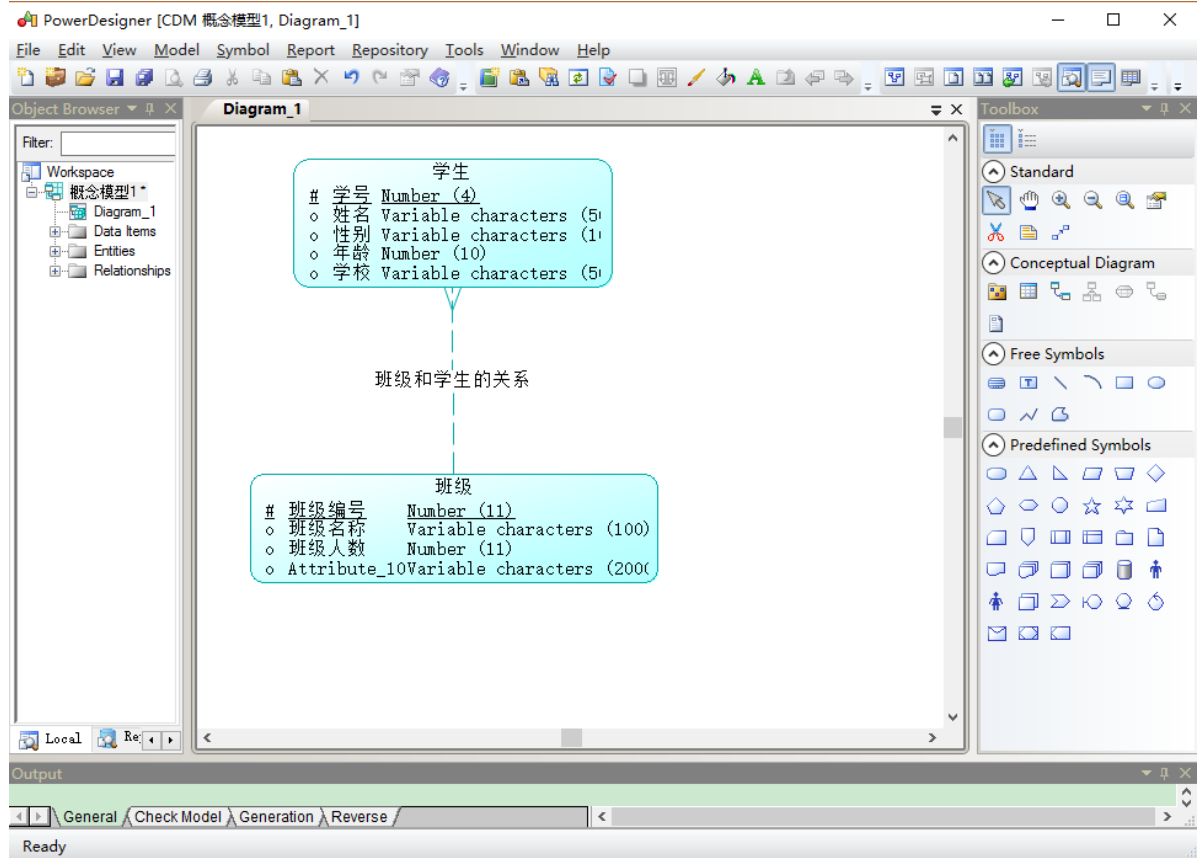 PowerDesigner [CDM 概念模型1, Diagram_1]
File Edit View Model Symbol Report Repository Tools Window Help
Object Browser
Diagram_1
Toolbox
Filter:
Workspace
概念模型1 *
Diagram_1
Data Items
Entities
Relationships
Local
学生
# 学号 Number (4)
o 姓名 Variable characters (50
o 性别 Variable characters (10
o 年龄 Number (10)
o 学校 Variable characters (50
班级和学生的关系
班级
# 班级编号 Number (11)
o 班级名称 Variable characters (100)
o 班级人数 Number (11)
o Attribute_10Variable characters (200(
Standard
Conceptual Diagram
Free Symbols
Predefined Symbols
Output
General Check Model Generation Reverse
Ready